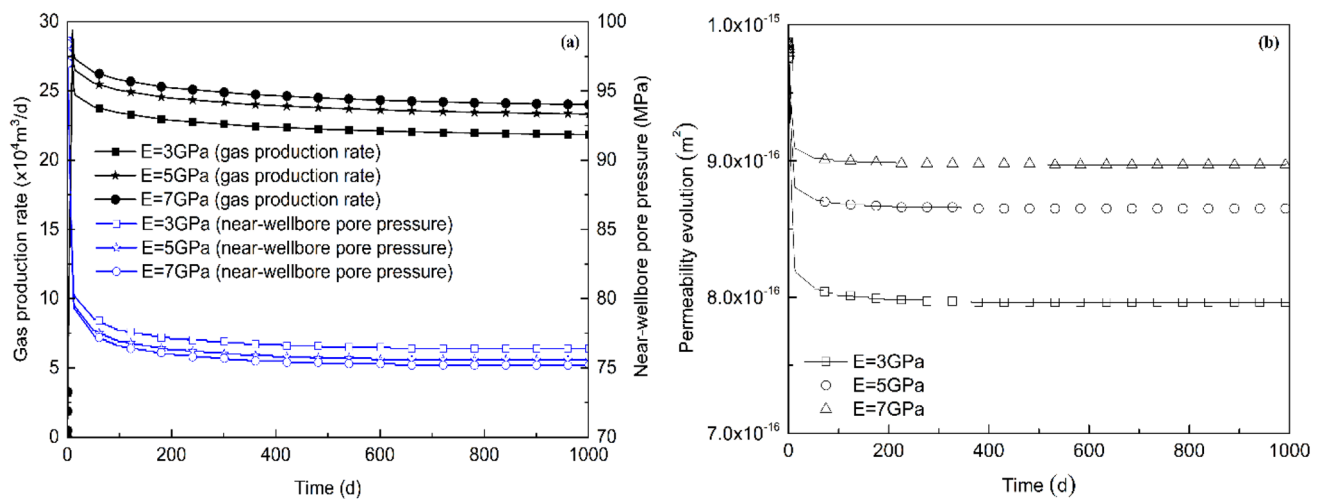 (a)
Gas production rate (×10⁴m³/d)
30
25
20
15
10
5
0
E=3GPa (gas production rate)
E=5GPa (gas production rate)
E=7GPa (gas production rate)
E=3GPa (near-wellbore pore pressure)
E=5GPa (near-wellbore pore pressure)
E=7GPa (near-wellbore pore pressure)
100
95
90
85
80
75
70
Near-wellbore pore pressure (MPa)
0 200 400 600 800 1000
Time (d)
(b)
Permeability evolution (m²)
1.0x10⁻¹⁵
9.0x10⁻¹⁶
8.0x10⁻¹⁶
7.0x10⁻¹⁶
E=3GPa
E=5GPa
E=7GPa
0 200 400 600 800 1000
Time (d)